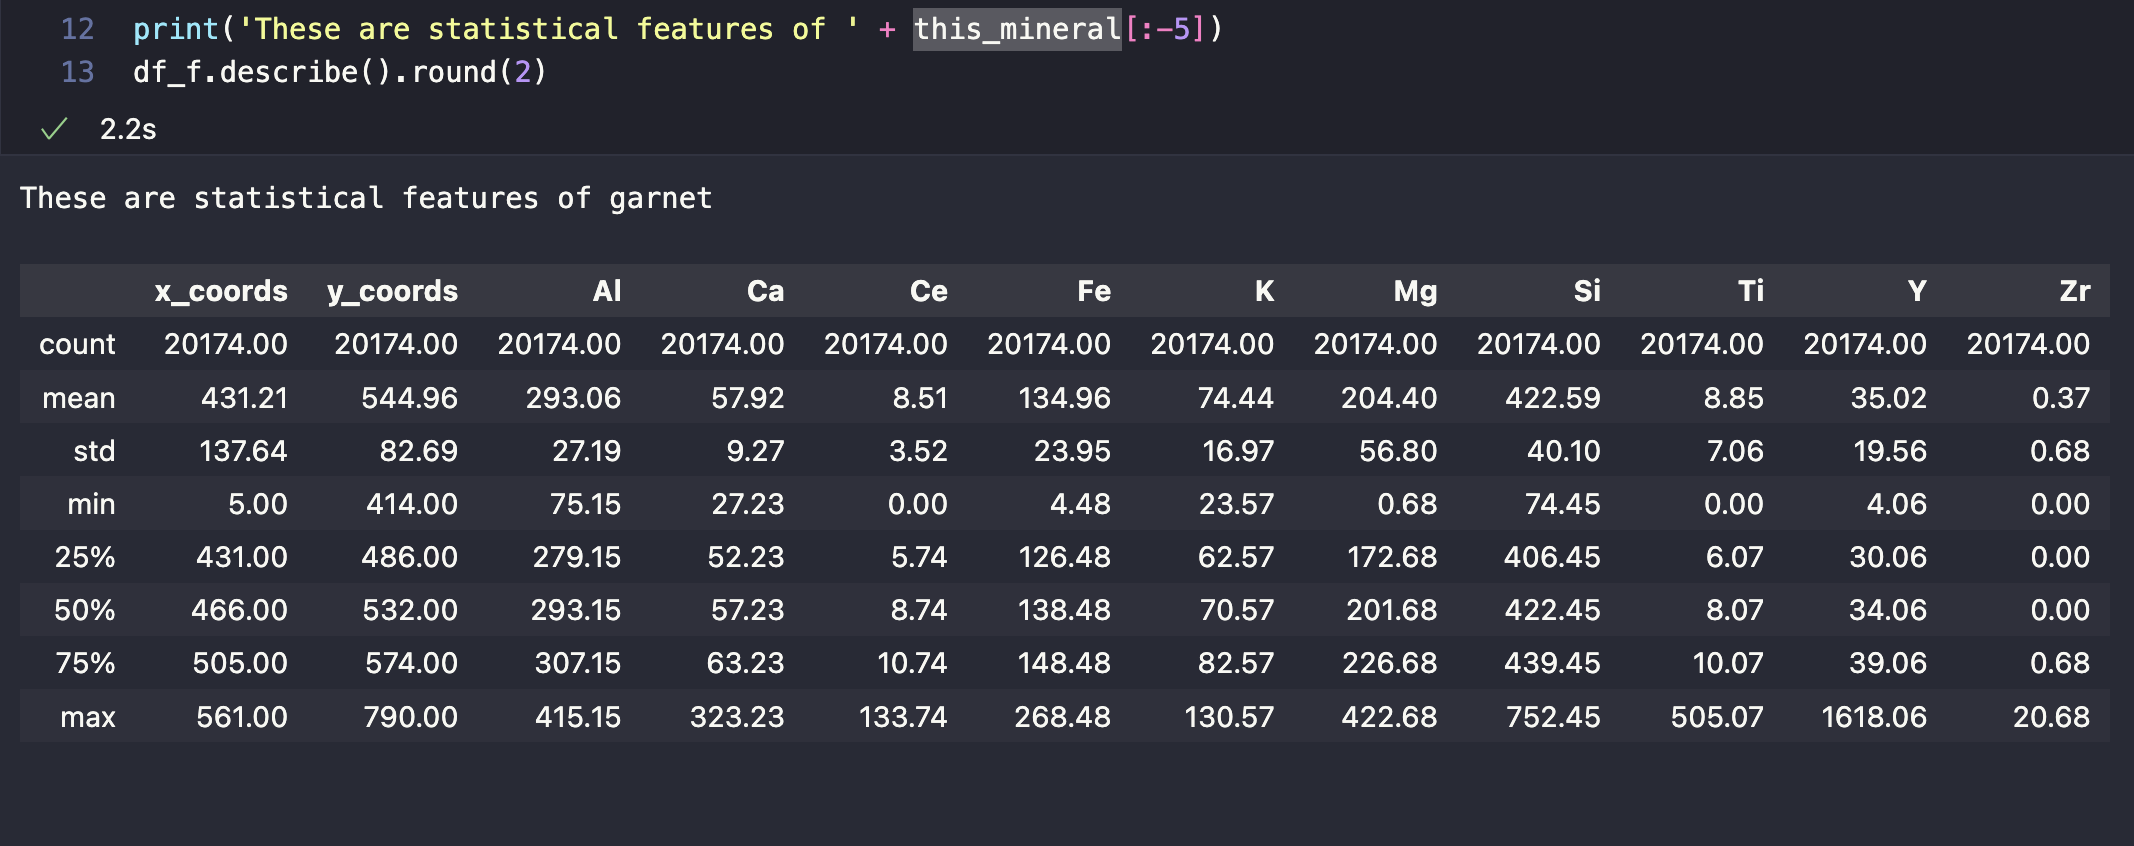 12 print('These are statistical features of ' + this_mineral[:-5])
13 df_f.describe().round(2)
✓ 2.2s
These are statistical features of garnet
x_coords y_coords Al Ca Ce Fe K Mg Si Ti Y Zr
count 20174.00 20174.00 20174.00 20174.00 20174.00 20174.00 20174.00 20174.00 20174.00 20174.00 20174.00 20174.00
mean 431.21 544.96 293.06 57.92 8.51 134.96 74.44 204.40 422.59 8.85 35.02 0.37
std 137.64 82.69 27.19 9.27 3.52 23.95 16.97 56.80 40.10 7.06 19.56 0.68
min 5.00 414.00 75.15 27.23 0.00 4.48 23.57 0.68 74.45 0.00 4.06 0.00
25% 431.00 486.00 279.15 52.23 5.74 126.48 62.57 172.68 406.45 6.07 30.06 0.00
50% 466.00 532.00 293.15 57.23 8.74 138.48 70.57 201.68 422.45 8.07 34.06 0.00
75% 505.00 574.00 307.15 63.23 10.74 148.48 82.57 226.68 439.45 10.07 39.06 0.68
max 561.00 790.00 415.15 323.23 133.74 268.48 130.57 422.68 752.45 505.07 1618.06 20.68